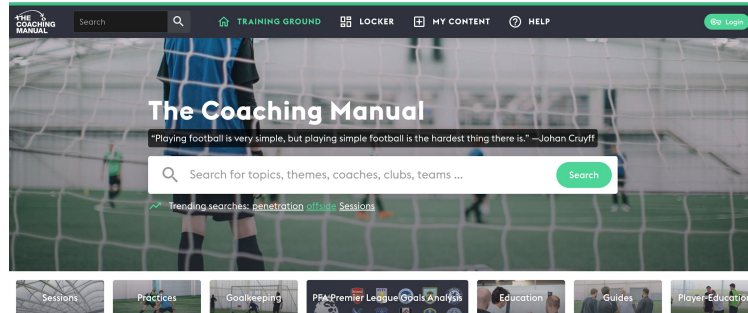 THE
COACHING
MANUAL
Search
TRAINING GROUND
LOCKER
MY CONTENT
HELP
Login
The Coaching Manual
“Playing football is very simple, but playing simple football is the hardest thing there is.” —Johan Cruyff
Search for topics, themes, coaches, clubs, teams ...
Search
Trending searches: penetration offside Sessions
Sessions
Practices
Goalkeeping
PFA:Premier League Goals Analysis
Education
Guides
Player-Education